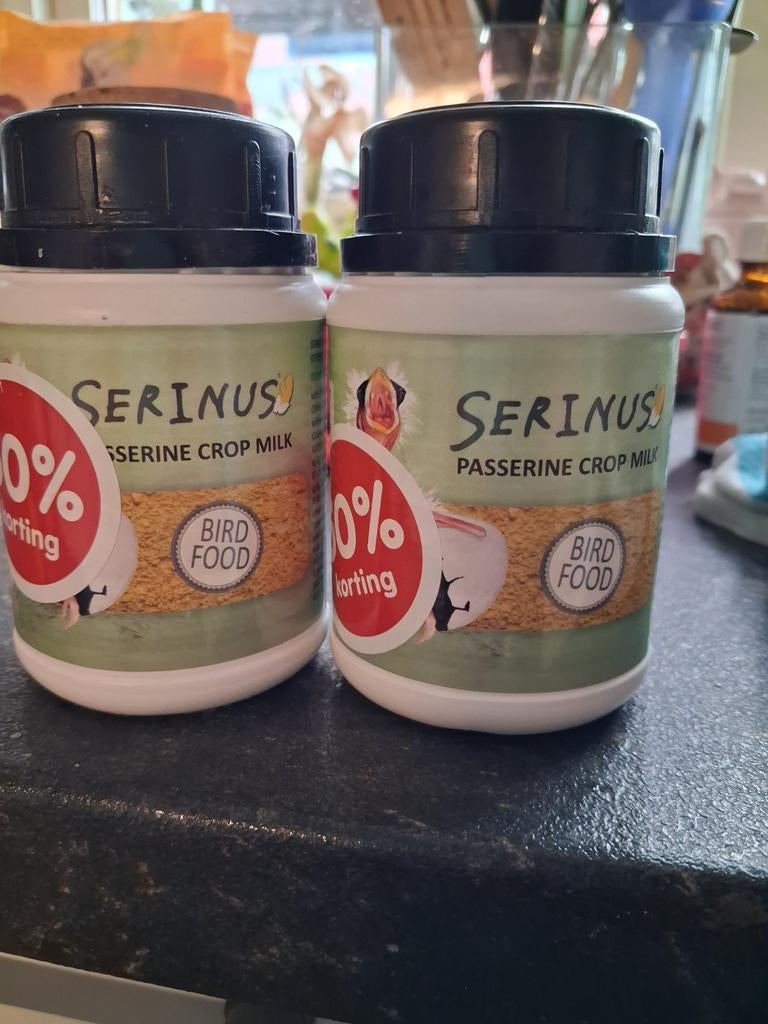 SERINUS
SSERINE CROP MILK
0%
korting
BIRD
FOOD
SERINUS
PASSERINE CROP MILK
0%
korting
BIRD
FOOD